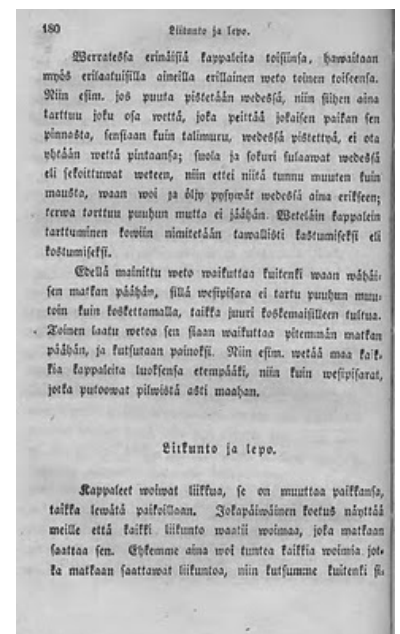 180
Liikunto ja lepo.
Werratessa erinäisiä kappaleita toisiinsa, hawaitaan
myös erilaatuisilla aineilla erillainen weto toinen toiseensa.
Niin esim. jos puuta pistetään wedessä, niin siihen aina
tarttuu joku osa wettä, joka peittää jokaisen paikan sen
pinnasta, sensiaan kuin talimuru, wedessä pistettyä, ei ota
yhtään wettä pintaansa; suola ja sokuri sulaawat wedessä
eli sekoittuwat weteen, niin ettei niitä tunnu muuten kuin
mausta, waan woi ja öljy pysywät wedessä aina erikseen;
terwa tarttuu puuhun mutta ei jäähän. Weteläin kappalein
tarttuminen kowiin nimitetään tawallisti kastumiseksi eli
kostumiseksi.
Edellä mainittu weto waikuttaa kuitenki waan wähäi-
sen matkan päähän, sillä wesipisara ei tartu puuhun muu-
toin kuin koskettamalla, taikka juuri koskemaisilleen tultua.
Toinen laatu wetoa sen siaan waikuttaa pitemmän matkan
päähän, ja kutsutaan painoksi. Niin esim. wetää maa kaik-
kia kappaleita luoksensa etempääki, niin kuin wesipisarat,
jotka putoowat pilwistä asti maahan.
Liikunto ja lepo.
Kappaleet woiwat liikkua, se on muuttaa paikkansa,
taikka lewätä paikoillaan. Jokapäiwäinen koetus näyttää
meille että kaikki liikunto waatii woimaa, joka matkaan
saattaa sen. Ehkemme aina woi tuntea kaikkia woimia jot-
ka matkaan saattawat liikuntoa, niin kutsumme kuitenki si-